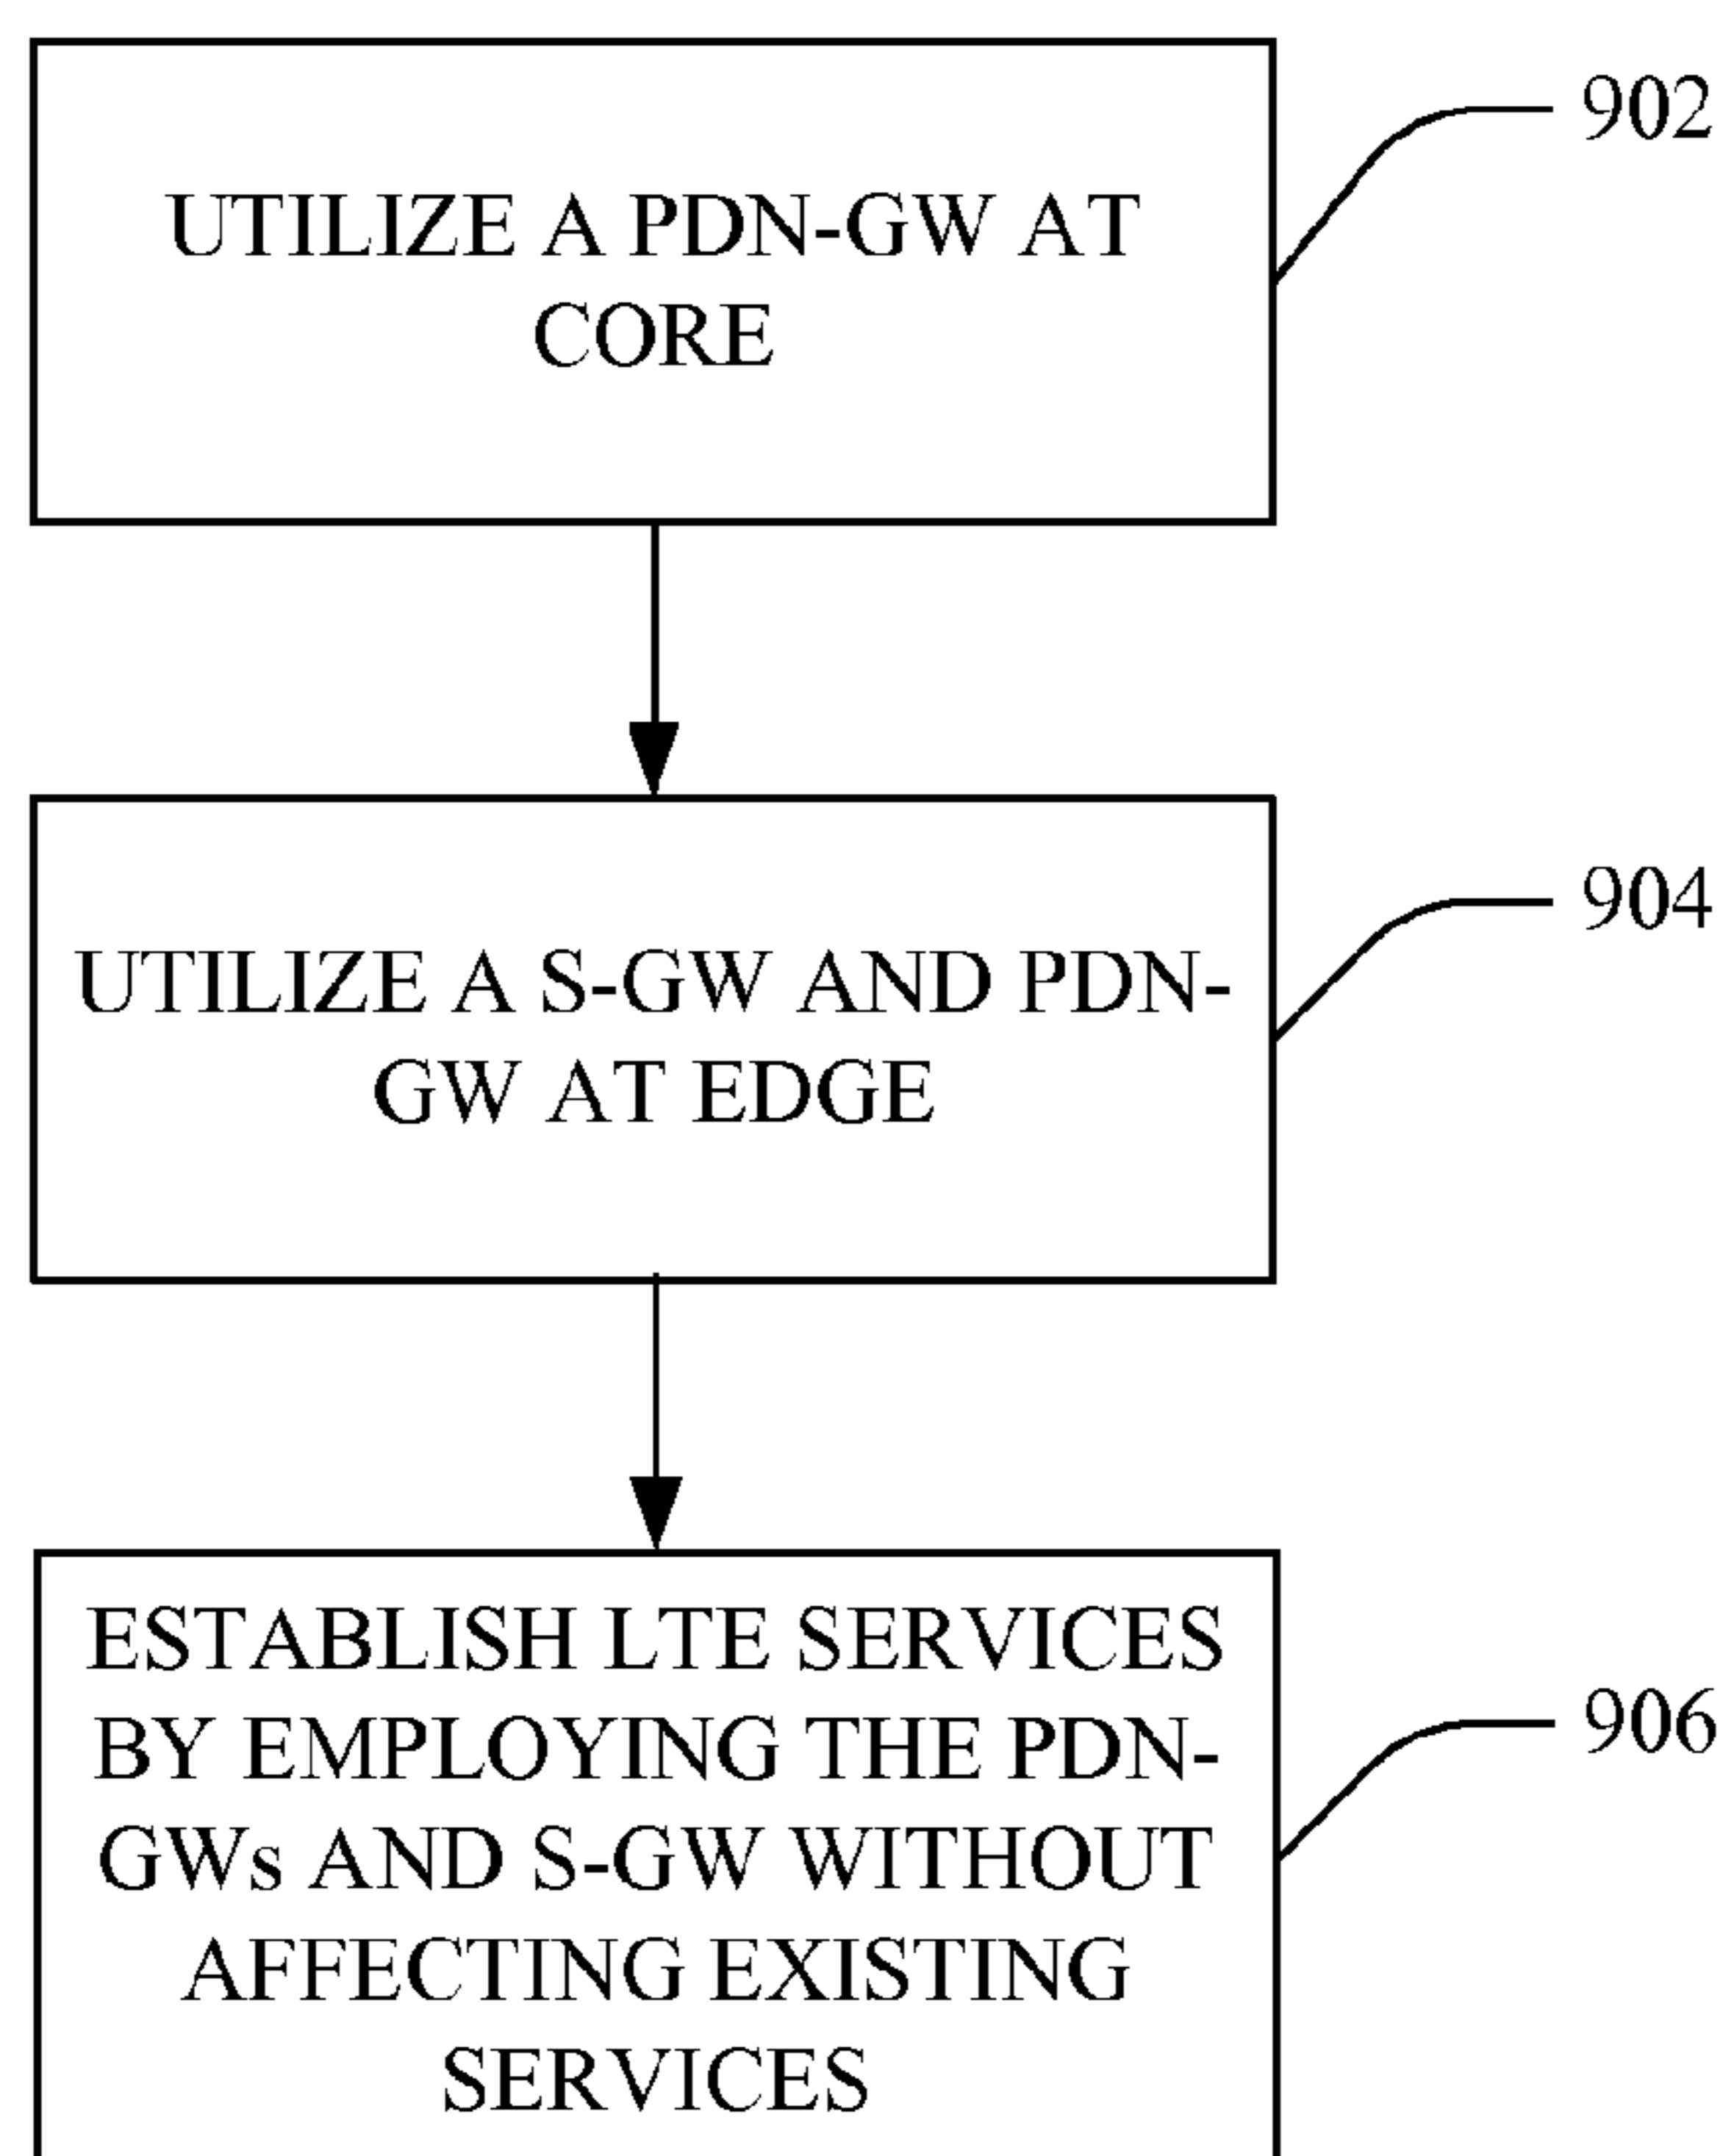 902
UTILIZE A PDN-GW AT
CORE
904
UTILIZE A S-GW AND PDN-
GW AT EDGE
906
ESTABLISH LTE SERVICES
BY EMPLOYING THE PDN-
GWs AND S-GW WITHOUT
AFFECTING EXISTING
SERVICES